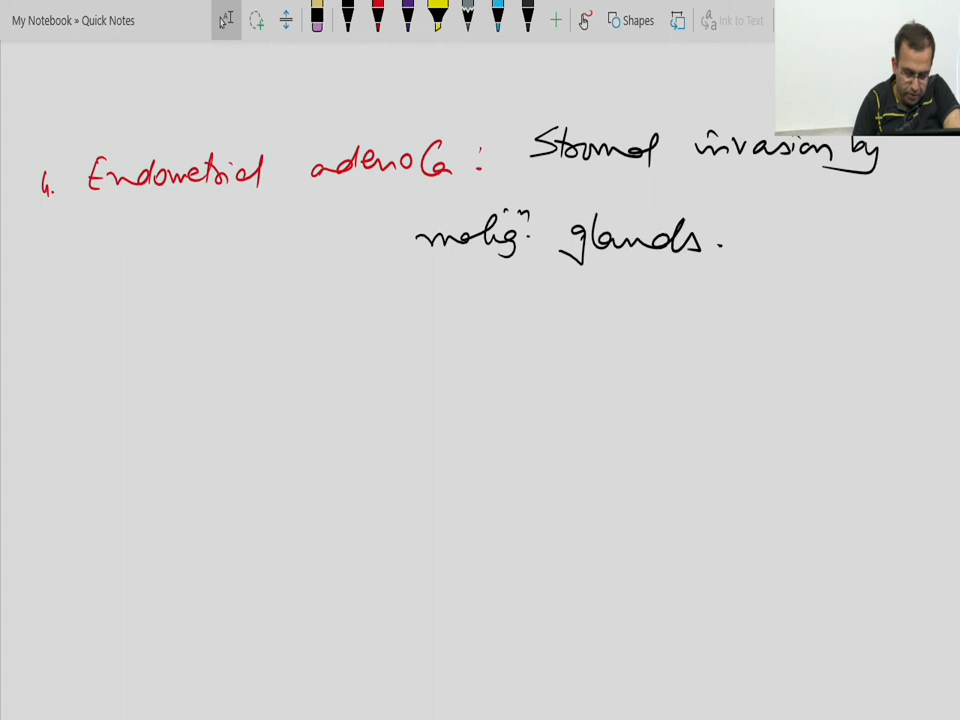 My Notebook » Quick Notes
Shapes
Ink to Text
4. Endometrial adenoCa : Stromal invasion by
malig.n glands.